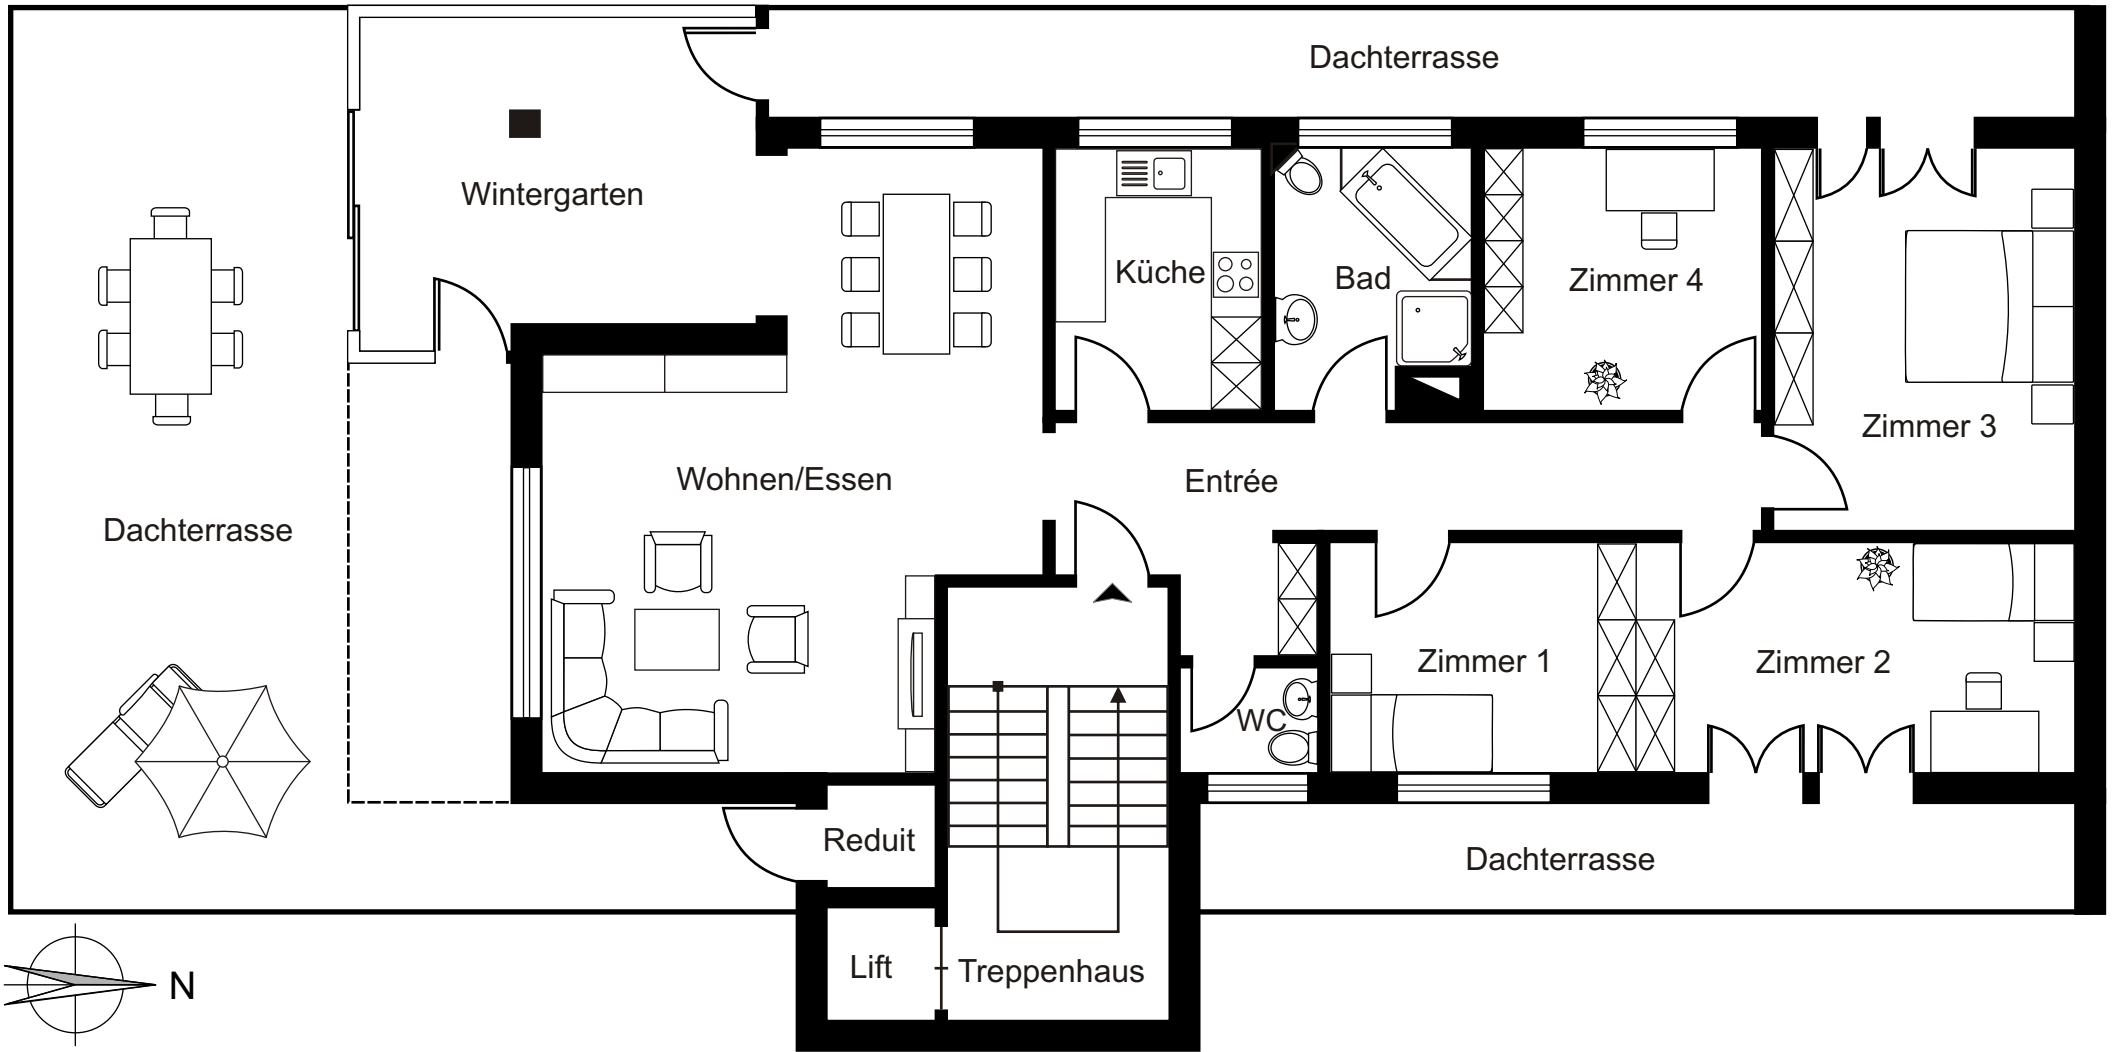 Dachterrasse
Wintergarten
Küche
Bad
Zimmer 4
Zimmer 3
Wohnen/Essen
Entrée
Dachterrasse
Zimmer 1
Zimmer 2
WC
Reduit
Dachterrasse
Lift
Treppenhaus
N